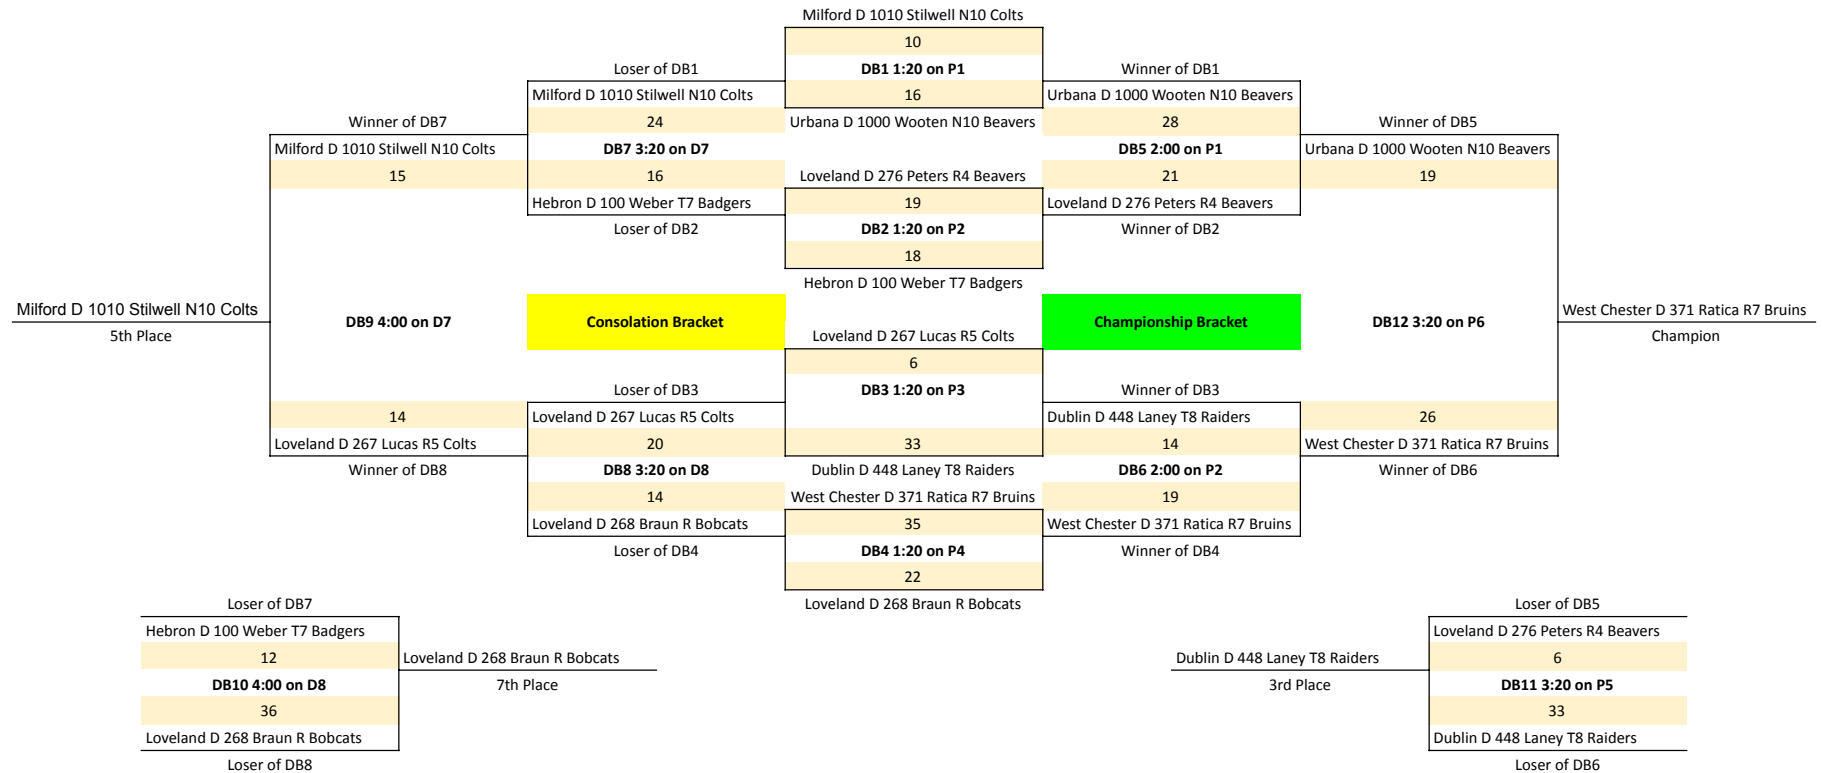 Milford D 1010 Stilwell N10 Colts
10
Loser of DB1
DB1 1:20 on P1
Winner of DB1
Milford D 1010 Stilwell N10 Colts
16
Urbana D 1000 Wooten N10 Beavers
Winner of DB7
24
Urbana D 1000 Wooten N10 Beavers
28
Winner of DB5
Milford D 1010 Stilwell N10 Colts
DB7 3:20 on D7
DB5 2:00 on P1
Urbana D 1000 Wooten N10 Beavers
15
16
Loveland D 276 Peters R4 Beavers
21
19
Hebron D 100 Weber T7 Badgers
19
Loveland D 276 Peters R4 Beavers
Loser of DB2
DB2 1:20 on P2
Winner of DB2
18
Hebron D 100 Weber T7 Badgers
Milford D 1010 Stilwell N10 Colts
5th Place
DB9 4:00 on D7
Consolation Bracket
Loveland D 267 Lucas R5 Colts
Championship Bracket
DB12 3:20 on P6
West Chester D 371 Ratica R7 Bruins
Champion
6
Loser of DB3
DB3 1:20 on P3
Winner of DB3
14
Loveland D 267 Lucas R5 Colts
Dublin D 448 Laney T8 Raiders
26
Loveland D 267 Lucas R5 Colts
20
33
14
West Chester D 371 Ratica R7 Bruins
Winner of DB8
DB8 3:20 on D8
Dublin D 448 Laney T8 Raiders
DB6 2:00 on P2
Winner of DB6
14
West Chester D 371 Ratica R7 Bruins
19
Loveland D 268 Braun R Bobcats
35
West Chester D 371 Ratica R7 Bruins
Loser of DB4
DB4 1:20 on P4
Winner of DB4
22
Loveland D 268 Braun R Bobcats
Loser of DB7
Hebron D 100 Weber T7 Badgers
12
Loveland D 268 Braun R Bobcats
DB10 4:00 on D8
7th Place
36
Loveland D 268 Braun R Bobcats
Loser of DB8
Loser of DB5
Loveland D 276 Peters R4 Beavers
Dublin D 448 Laney T8 Raiders
6
3rd Place
DB11 3:20 on P5
33
Dublin D 448 Laney T8 Raiders
Loser of DB6